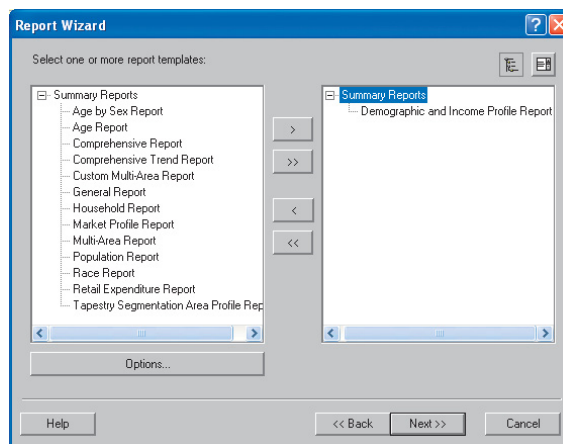 Report Wizard
Select one or more report templates:
Summary Reports
Age by Sex Report
Age Report
Comprehensive Report
Comprehensive Trend Report
Custom Multi-Area Report
General Report
Household Report
Market Profile Report
Multi-Area Report
Population Report
Race Report
Retail Expenditure Report
Tapestry Segmentation Area Profile Rep
>
>>
<
<<
Summary Reports
Demographic and Income Profile Report
Options...
Help
<< Back
Next >>
Cancel